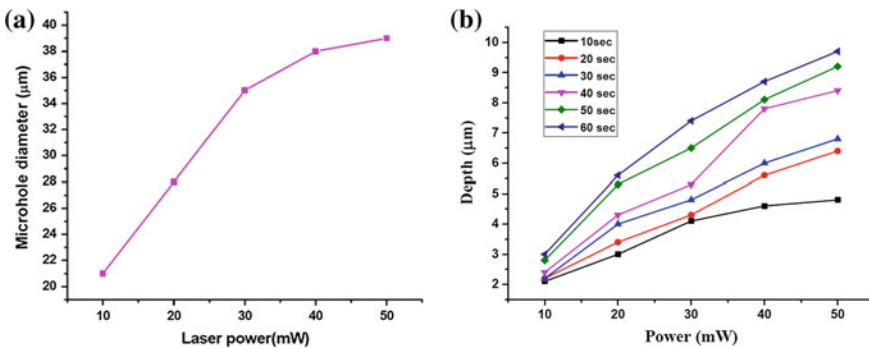 (a)
40
38
36
34
32
30
28
26
24
22
20
Microhole diameter (μm)
10 20 30 40 50
Laser power(mW)
(b)
10
9
8
7
6
5
4
3
2
Depth (μm)
10sec
20 sec
30 sec
40 sec
50 sec
60 sec
10 20 30 40 50
Power (mW)